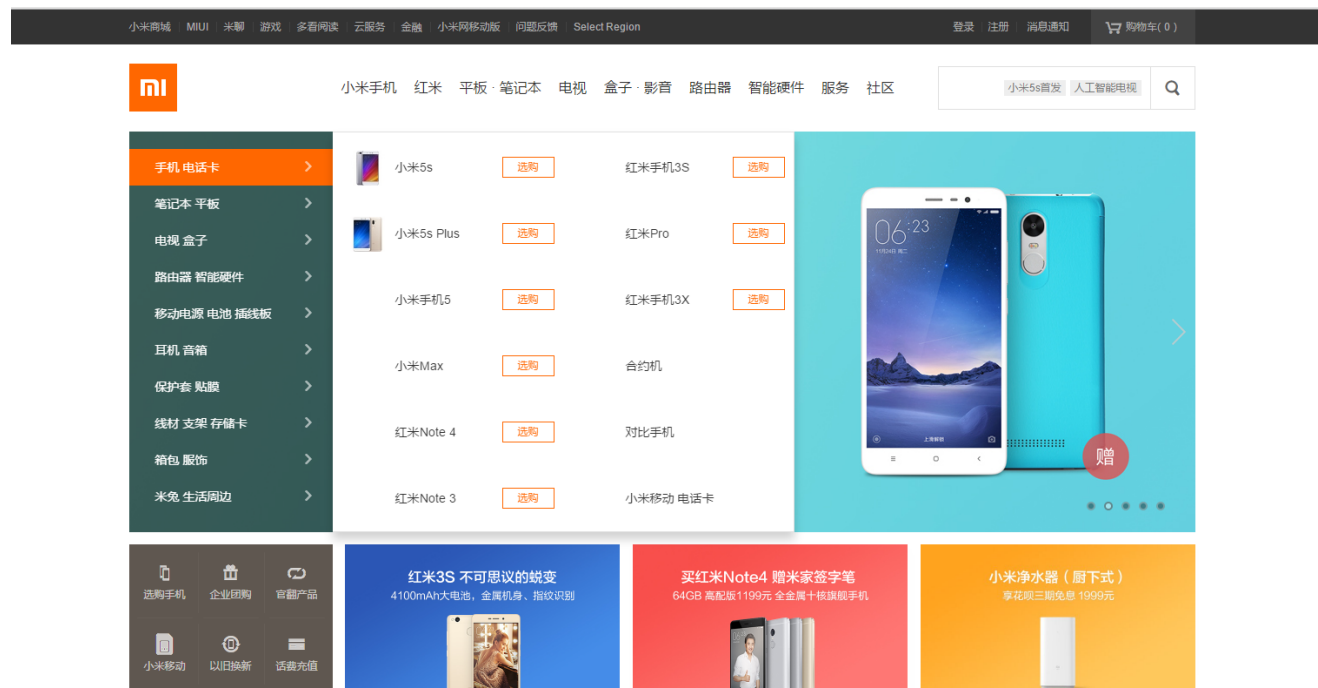 小米商城 MIUI 米聊 游戏 多看阅读 云服务 金融 小米网移动版 问题反馈 Select Region 登录 注册 消息通知 购物车( 0 )
小米手机 红米 平板 · 笔记本 电视 盒子 · 影音 路由器 智能硬件 服务 社区 小米5s首发 人工智能电视
手机 电话卡
笔记本 平板
电视 盒子
路由器 智能硬件
移动电源 电池 插线板
耳机 音箱
保护套 贴膜
线材 支架 存储卡
箱包 服饰
米兔 生活周边
小米5s 选购 红米手机3S 选购
小米5s Plus 选购 红米Pro 选购
小米手机5 选购 红米手机3X 选购
小米Max 选购 合约机
红米Note 4 选购 对比手机
红米Note 3 选购 小米移动 电话卡
06:23
赠
选购手机 企业团购 官翻产品
小米移动 以旧换新 话费充值
红米3S 不可思议的蜕变
4100mAh大电池，金属机身、指纹识别
买红米Note4 赠米家签字笔
64GB 高配版1199元 全金属十核旗舰手机
小米净水器（厨下式）
享花呗三期免息 1999元